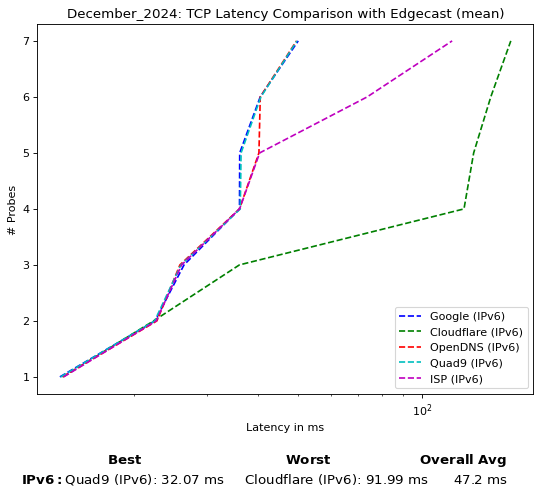 December_2024: TCP Latency Comparison with Edgecast (mean)
7
6
5
4
3
2
1
# Probes
Google (IPv6)
Cloudflare (IPv6)
OpenDNS (IPv6)
Quad9 (IPv6)
ISP (IPv6)
10²
Latency in ms
Best Worst Overall Avg
IPv6: Quad9 (IPv6): 32.07 ms Cloudflare (IPv6): 91.99 ms 47.2 ms